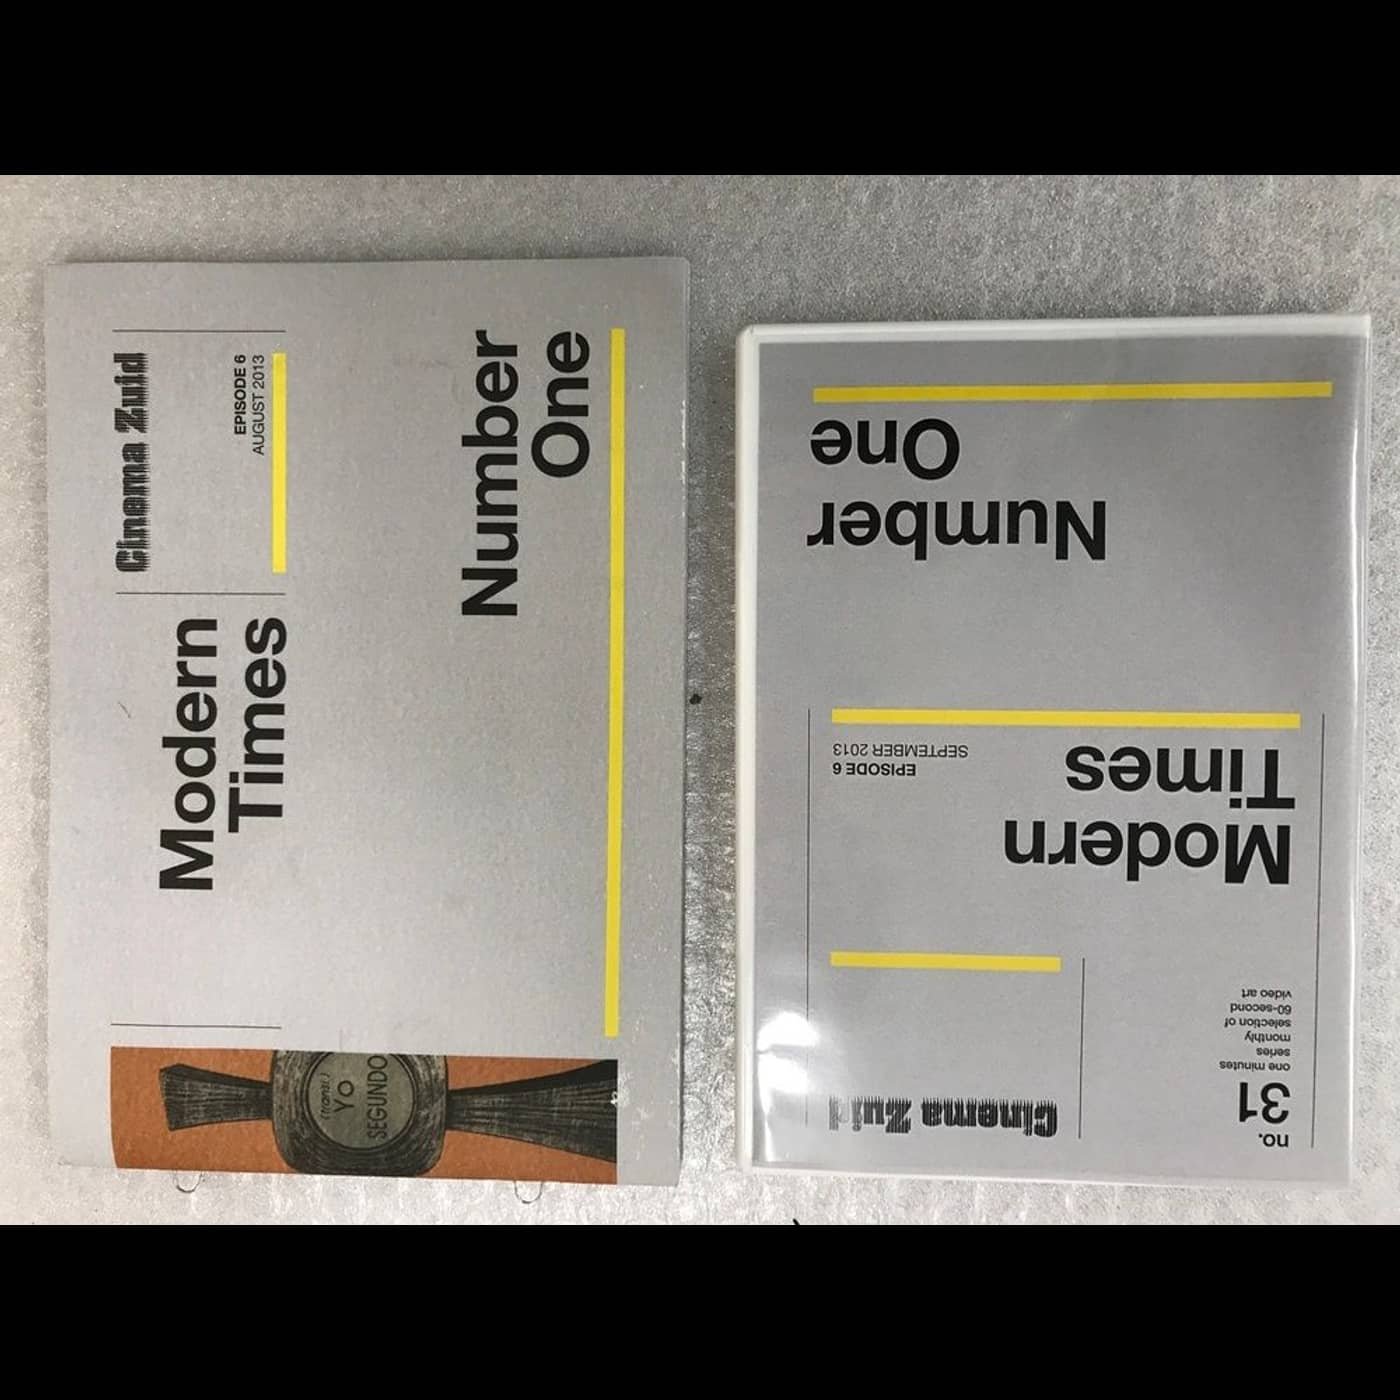 Cinema Zuid
EPISODE 6
AUGUST 2013
Modern
Times
Number
One
(transt.)
Yo
SEGUNDO
no.
31
one minutes
series
monthly
selection of
60-second
video art
Cinema Zuid
Modern
Times
EPISODE 6
SEPTEMBER 2013
Number
One